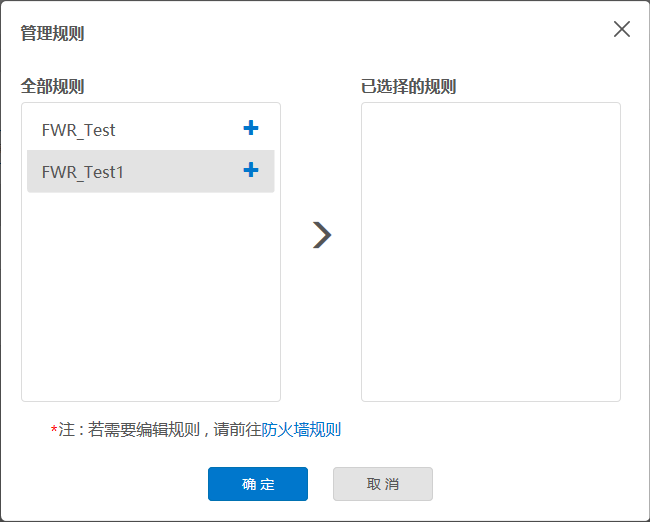 管理规则
全部规则
已选择的规则
FWR_Test
FWR_Test1
*注 : 若需要编辑规则 , 请前往防火墙规则
确 定
取 消